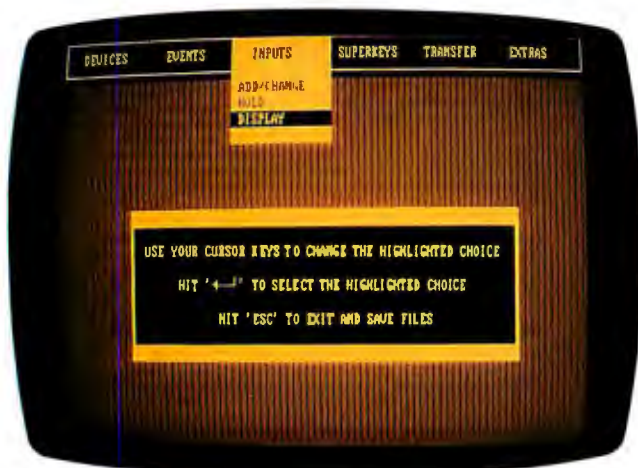 DEVICES EVENTS INPUTS SUPERKEYS TRANSFER EXTRAS
ADD/CHANGE
HOLD
DISPLAY
USE YOUR CURSOR KEYS TO CHANGE THE HIGHLIGHTED CHOICE
HIT '←┘' TO SELECT THE HIGHLIGHTED CHOICE
HIT 'ESC' TO EXIT AND SAVE FILES